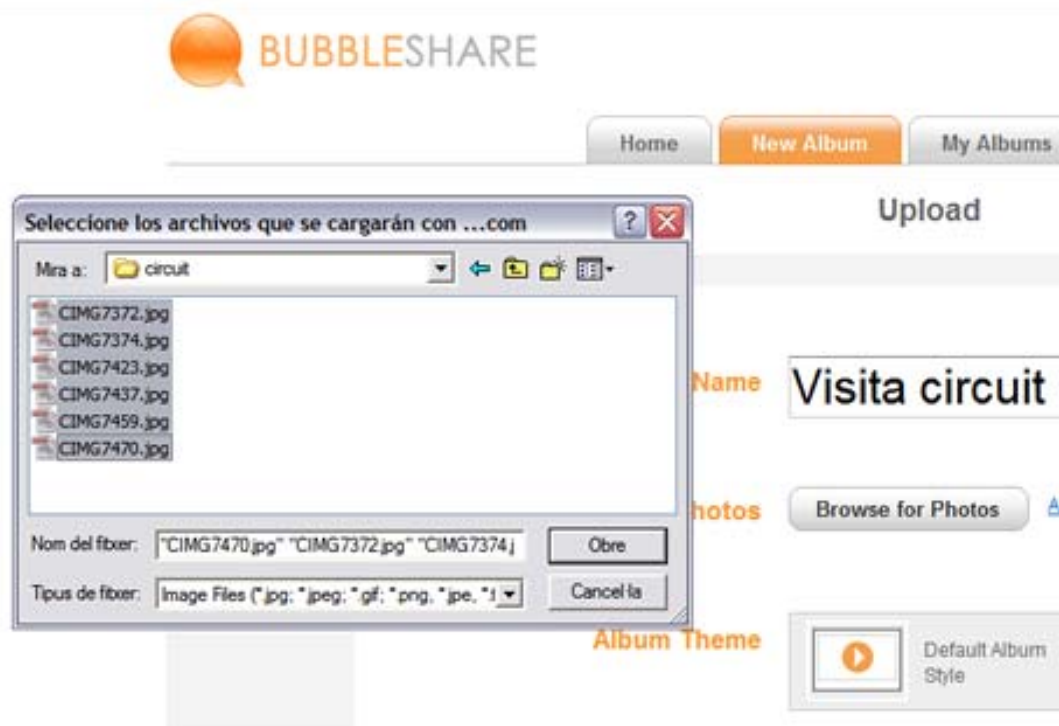 BUBBLESHARE
Home New Album My Albums
Upload
Seleccione los archivos que se cargarán con ...com
Mira a: circuit
CIMG7372.jpg
CIMG7374.jpg
CIMG7423.jpg
CIMG7437.jpg
CIMG7459.jpg
CIMG7470.jpg
Nom del fitxer: "CIMG7470.jpg" "CIMG7372.jpg" "CIMG7374.j
Obre
Tipus de fitxer: Image Files (*.jpg; *.jpeg; *.gif; *.png, *.jpe, *.t
Cancel·la
Name Visita circuit
hotos Browse for Photos A
Album Theme
Default Album
Style